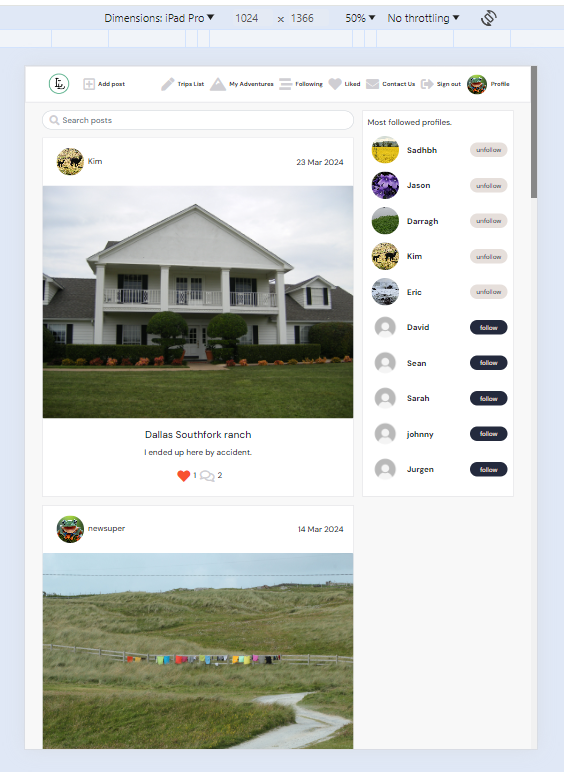 Dimensions: iPad Pro ▼ 1024 × 1366 50% ▼ No throttling ▼
LL Add post Trips List My Adventures Following Liked Contact Us Sign out Profile
Search posts
Kim 23 Mar 2024
Dallas Southfork ranch
I ended up here by accident.
1 2
newsuper 14 Mar 2024
Most followed profiles.
Sadhbh unfollow
Jason unfollow
Darragh unfollow
Kim unfollow
Eric unfollow
David follow
Sean follow
Sarah follow
johnny follow
Jurgen follow